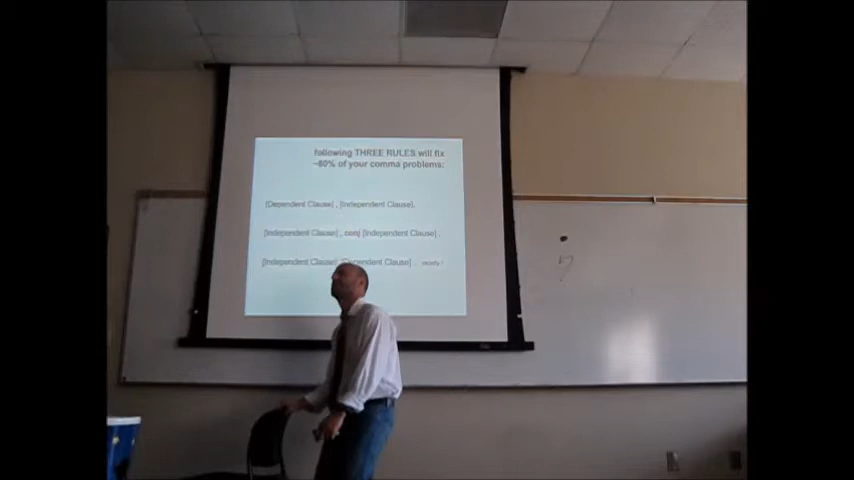 following THREE RULES will fix
~80% of your comma problems:
[Dependent Clause] , [Independent Clause].
[Independent Clause] , conj [Independent Clause] .
[Independent Clause] [Dependent Clause] . mostly !